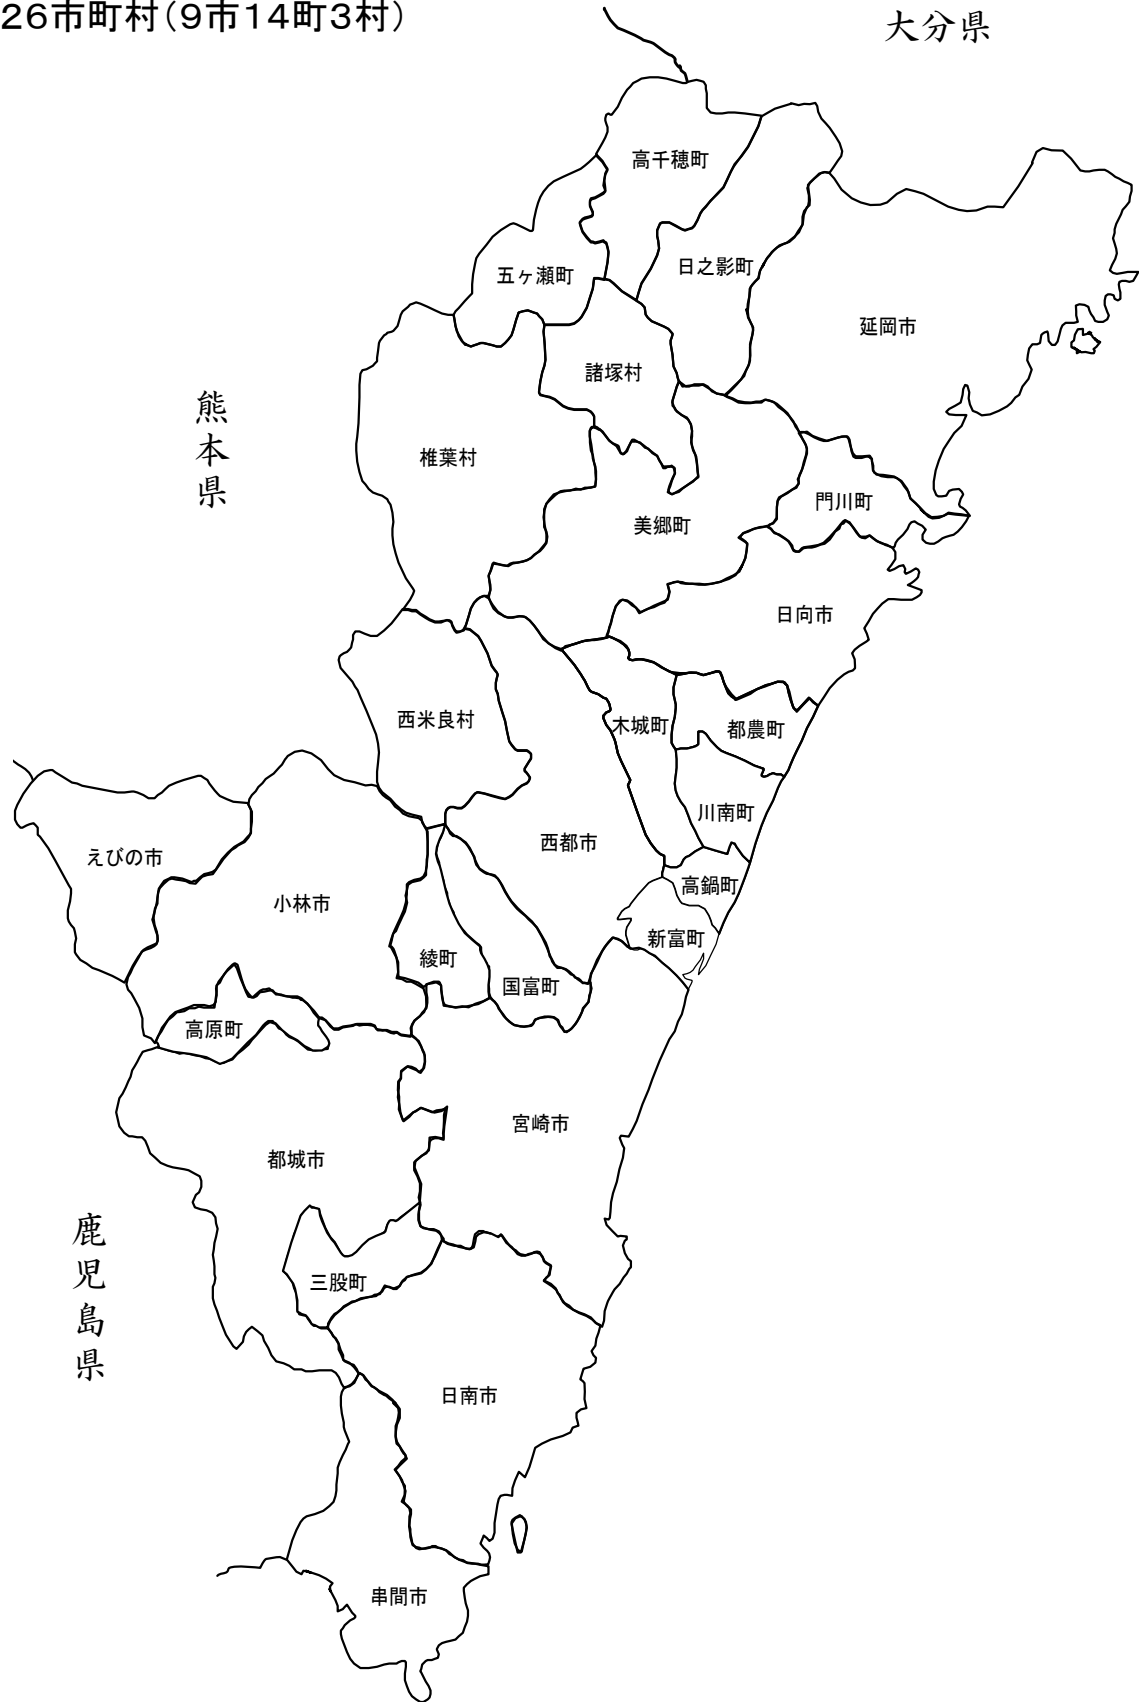 26市町村(9市14町3村)
大分県
高千穂町
日之影町
五ヶ瀬町
延岡市
諸塚村
熊本県
椎葉村
門川町
美郷町
日向市
西米良村
木城町
都農町
川南町
西都市
えびの市
高鍋町
小林市
新富町
綾町
国富町
高原町
宮崎市
都城市
鹿児島県
三股町
日南市
串間市